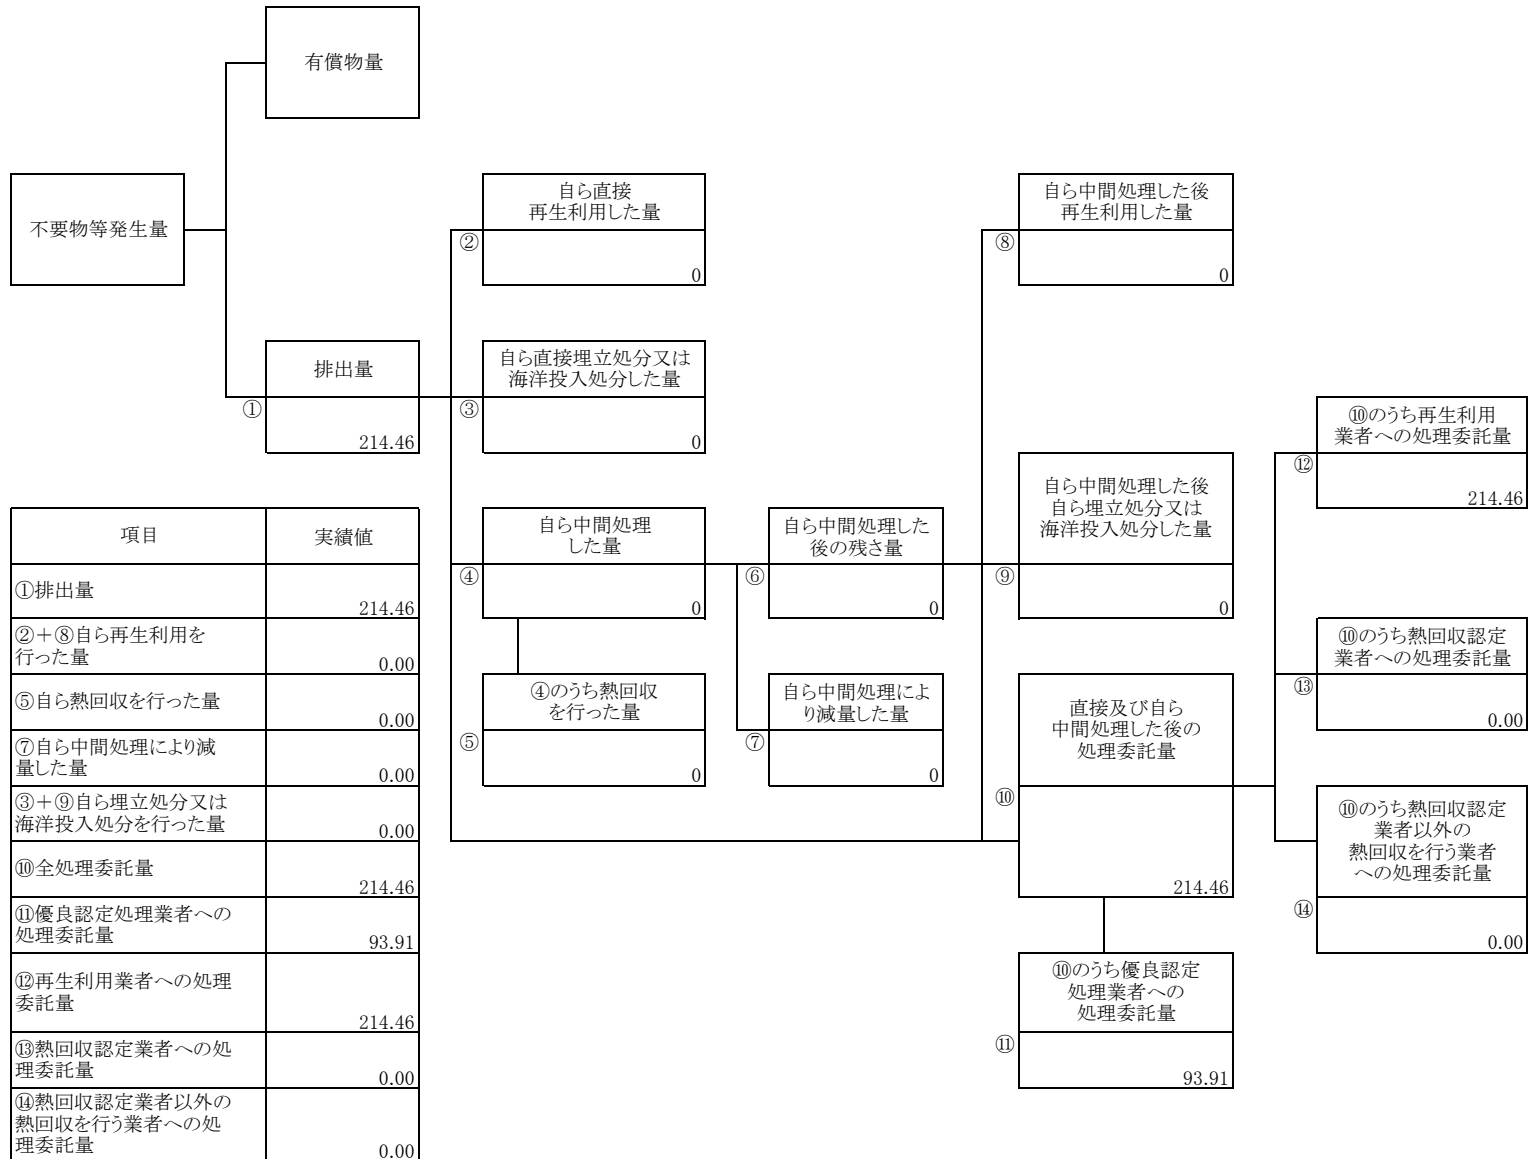 有償物量
不要物等発生量
自ら直接
再生利用した量
②
0
自ら中間処理した後
再生利用した量
⑧
0
排出量
①
214.46
自ら直接埋立処分又は
海洋投入処分した量
③
0
⑩のうち再生利用
業者への処理委託量
⑫
214.46
自ら中間処理
した量
④
0
自ら中間処理した
後の残さ量
⑥
0
自ら中間処理した後
自ら埋立処分又は
海洋投入処分した量
⑨
0
⑩のうち熱回収認定
業者への処理委託量
⑬
0.00
④のうち熱回収
を行った量
⑤
0
自ら中間処理によ
り減量した量
⑦
0
直接及び自ら
中間処理した後の
処理委託量
⑩
214.46
⑩のうち熱回収認定
業者以外の
熱回収を行う業者
への処理委託量
⑭
0.00
⑩のうち優良認定
処理業者への
処理委託量
⑪
93.91
項目 実績値
①排出量
214.46
②+⑧自ら再生利用を
行った量
0.00
⑤自ら熱回収を行った量
0.00
⑦自ら中間処理により減
量した量
0.00
③+⑨自ら埋立処分又は
海洋投入処分を行った量
0.00
⑩全処理委託量
214.46
⑪優良認定処理業者への
処理委託量
93.91
⑫再生利用業者への処理
委託量
214.46
⑬熱回収認定業者への処
理委託量
0.00
⑭熱回収認定業者以外の
熱回収を行う業者への処
理委託量
0.00